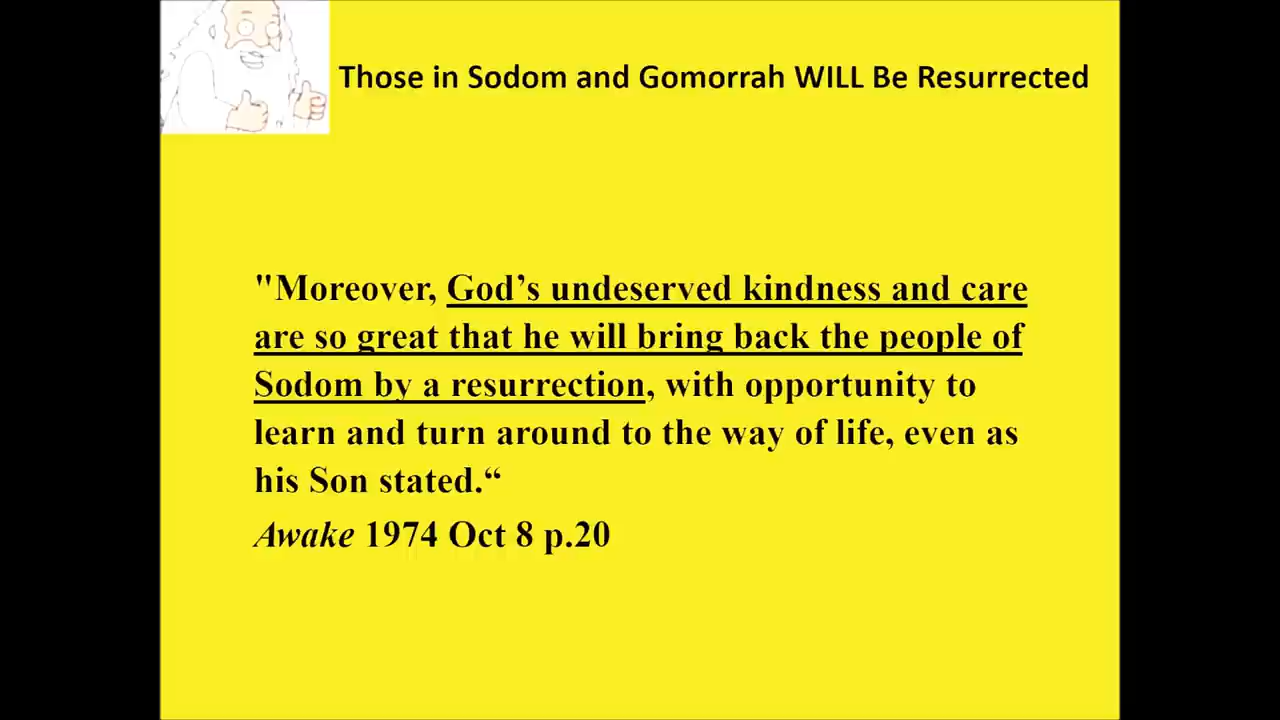 Those in Sodom and Gomorrah WILL Be Resurrected
"Moreover, God’s undeserved kindness and care
are so great that he will bring back the people of
Sodom by a resurrection, with opportunity to
learn and turn around to the way of life, even as
his Son stated.“
Awake 1974 Oct 8 p.20